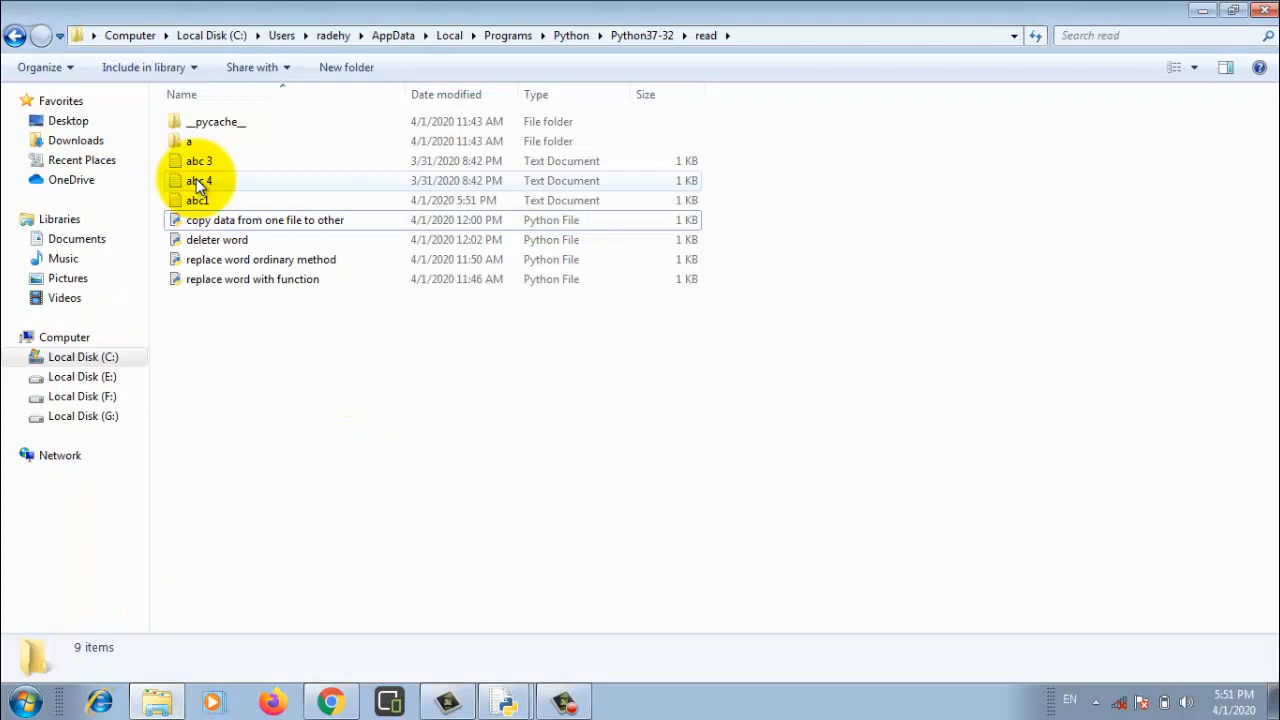 Computer Local Disk (C:) Users radehy AppData Local Programs Python Python37-32 read Search read
Organize Include in library Share with New folder
Name Date modified Type Size
Favorites
Desktop
Downloads
Recent Places
OneDrive
Libraries
Documents
Music
Pictures
Videos
Computer
Local Disk (C:)
Local Disk (E:)
Local Disk (F:)
Local Disk (G:)
Network
__pycache__ 4/1/2020 11:43 AM File folder
a 4/1/2020 11:43 AM File folder
abc 3 3/31/2020 8:42 PM Text Document 1 KB
abc 4 3/31/2020 8:42 PM Text Document 1 KB
abc1 4/1/2020 5:51 PM Text Document 1 KB
copy data from one file to other 4/1/2020 12:00 PM Python File 1 KB
deleter word 4/1/2020 12:02 PM Python File 1 KB
replace word ordinary method 4/1/2020 11:50 AM Python File 1 KB
replace word with function 4/1/2020 11:46 AM Python File 1 KB
9 items
EN 5:51 PM
4/1/2020